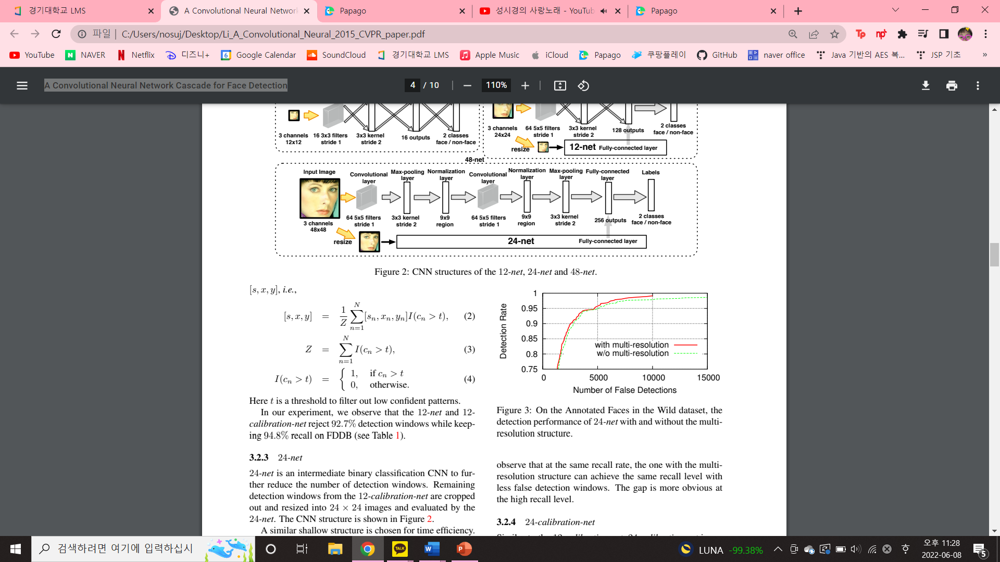 경기대학교 LMS
A Convolutional Neural Network
Papago
성시경의 사랑노래 - YouTub
Papago
파일
C:/Users/nosuj/Desktop/Li_A_Convolutional_Neural_2015_CVPR_paper.pdf
YouTube
NAVER
Netflix
디즈니+
Google Calendar
SoundCloud
경기대학교 LMS
Apple Music
iCloud
Papago
쿠팡플레이
GitHub
naver office
Java 기반의 AES 복...
JSP 기초
»
A Convolutional Neural Network Cascade for Face Detection
4 / 10
110%
3 channels 12x12
16 3x3 filters stride 1
3x3 kernel stride 2
16 outputs
2 classes face / non-face
3 channels 24x24
64 5x5 filters stride 1
3x3 kernel stride 2
128 outputs
2 classes face / non-face
resize
12-net Fully-connected layer
48-net
Input Image
Convolutional layer
Max-pooling layer
Normalization layer
Convolutional layer
Normalization layer
Max-pooling layer
Fully-connected layer
Labels
3 channels 48x48
64 5x5 filters stride 1
3x3 kernel stride 2
9x9 region
64 5x5 filters stride 1
9x9 region
3x3 kernel stride 2
256 outputs
2 classes face / non-face
resize
24-net Fully-connected layer
Figure 2: CNN structures of the 12-net, 24-net and 48-net.
[s, x, y], i.e.,
[s, x, y] = 1/Z ∑_{n=1}^{N} [s_n, x_n, y_n]I(c_n > t), (2)
Z = ∑_{n=1}^{N} I(c_n > t), (3)
I(c_n > t) = { 1, if c_n > t
0, otherwise. (4)
Here t is a threshold to filter out low confident patterns.
In our experiment, we observe that the 12-net and 12-
calibration-net reject 92.7% detection windows while keep-
ing 94.8% recall on FDDB (see Table 1).
3.2.3 24-net
24-net is an intermediate binary classification CNN to fur-
ther reduce the number of detection windows. Remaining
detection windows from the 12-calibration-net are cropped
out and resized into 24 × 24 images and evaluated by the
24-net. The CNN structure is shown in Figure 2.
A similar shallow structure is chosen for time efficiency.
Detection Rate
1
0.95
0.9
0.85
0.8
0.75
with multi-resolution
w/o multi-resolution
0 5000 10000 15000
Number of False Detections
Figure 3: On the Annotated Faces in the Wild dataset, the
detection performance of 24-net with and without the multi-
resolution structure.
observe that at the same recall rate, the one with the multi-
resolution structure can achieve the same recall level with
less false detection windows. The gap is more obvious at
the high recall level.
3.2.4 24-calibration-net
검색하려면 여기에 입력하십시
TALK
LUNA -99.38%
오후 11:28
2022-06-08
5